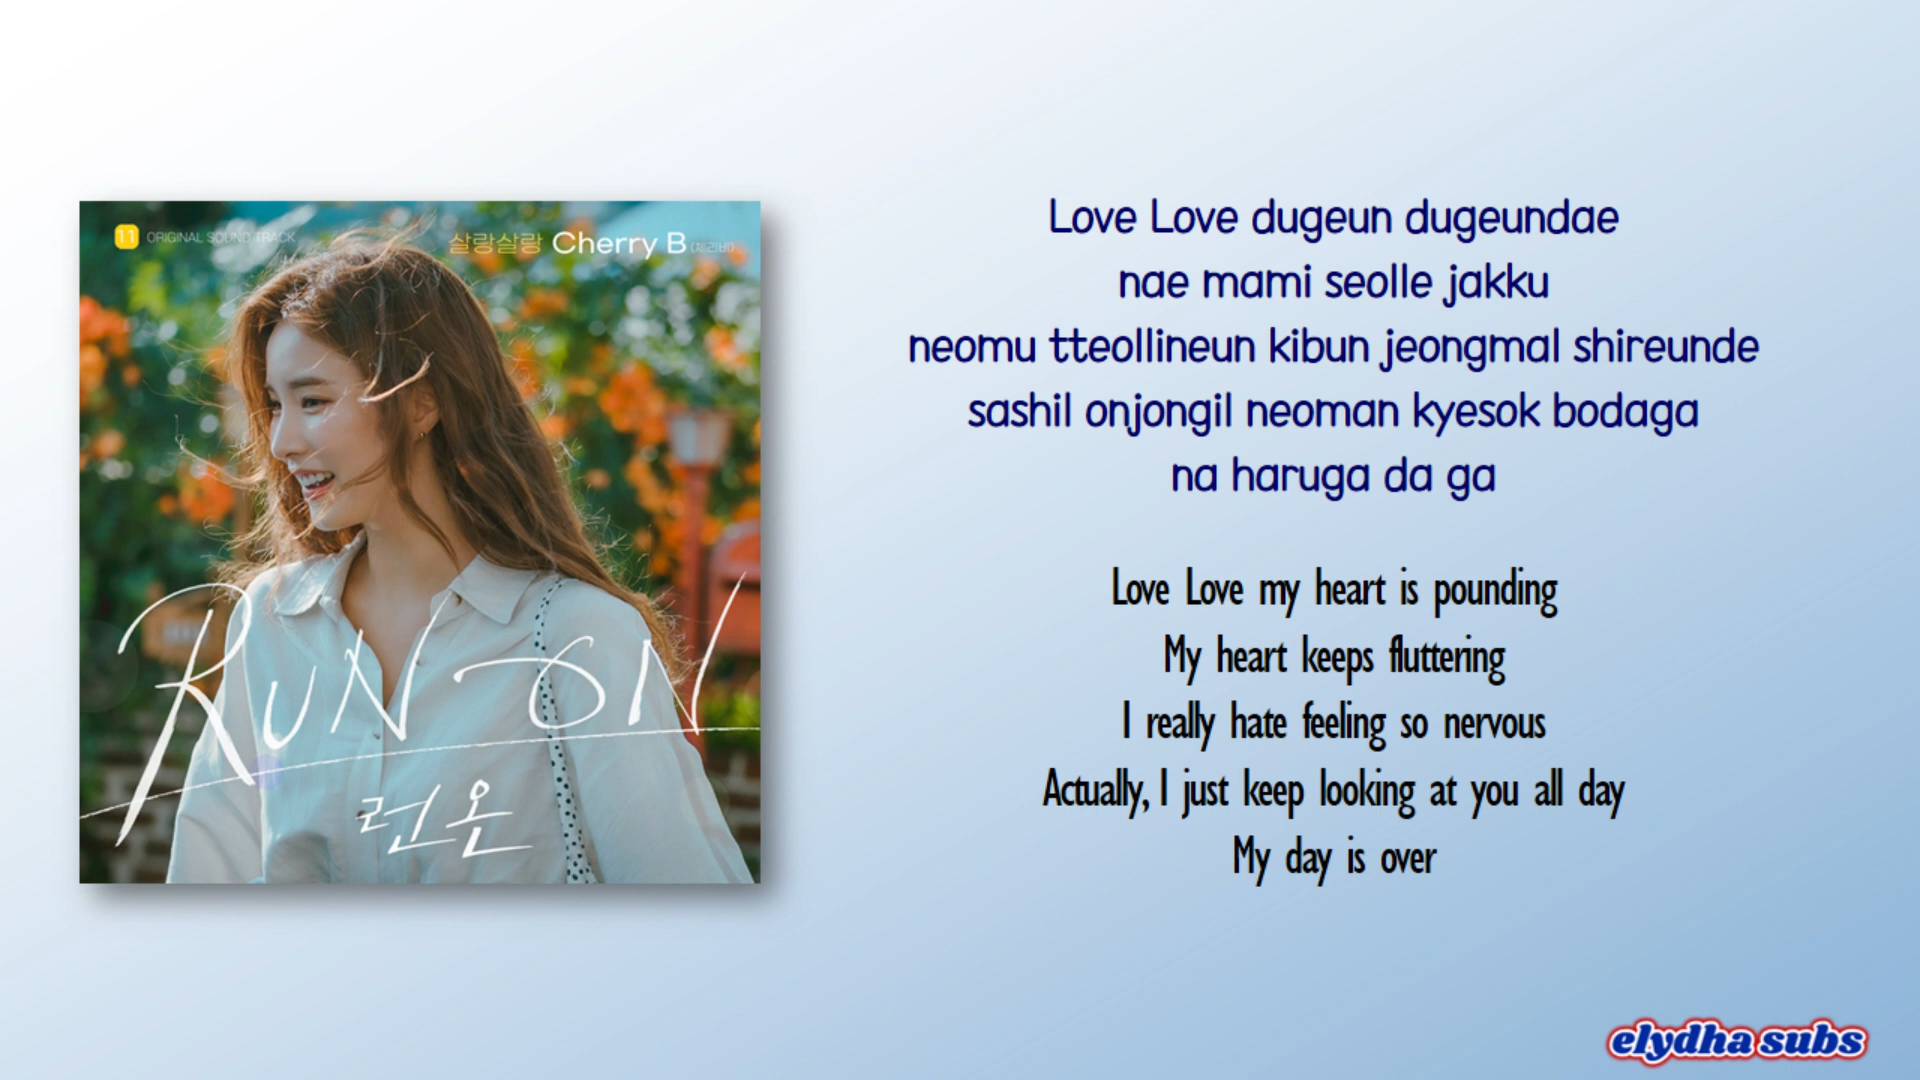 11 ORIGINAL SOUND TRACK
살랑살랑 Cherry B (체리비)
RUN ON
런 온
Love Love dugeun dugeundae
nae mami seolle jakku
neomu tteollineun kibun jeongmal shireunde
sashil onjongil neoman kyesok bodaga
na haruga da ga
Love Love my heart is pounding
My heart keeps fluttering
I really hate feeling so nervous
Actually, I just keep looking at you all day
My day is over
elydha subs